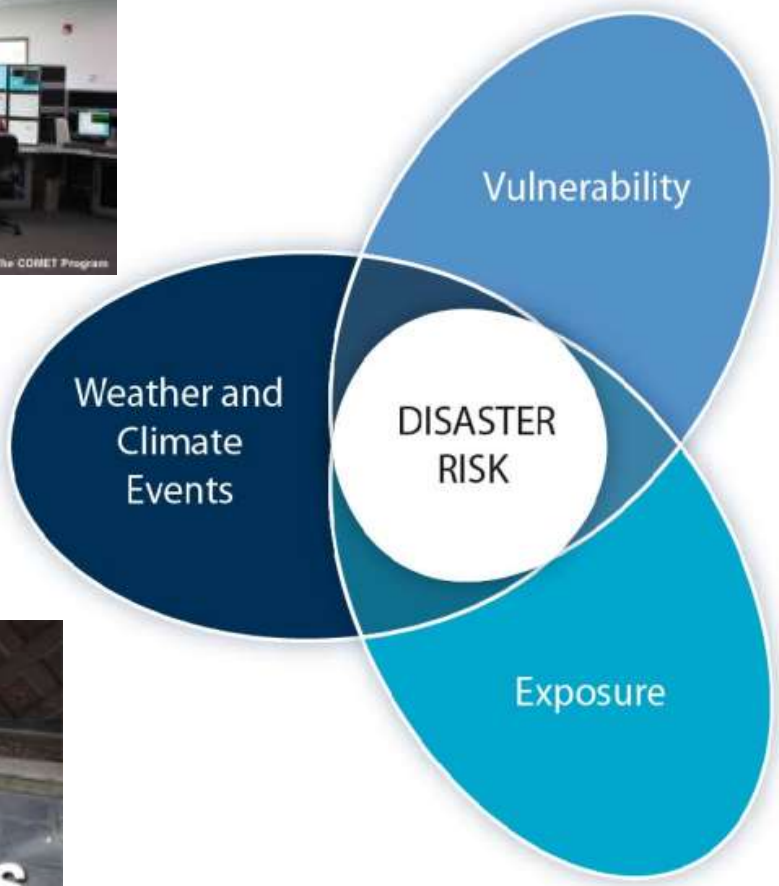 The COMET Program
Vulnerability
Weather and
Climate
Events
DISASTER
RISK
Exposure